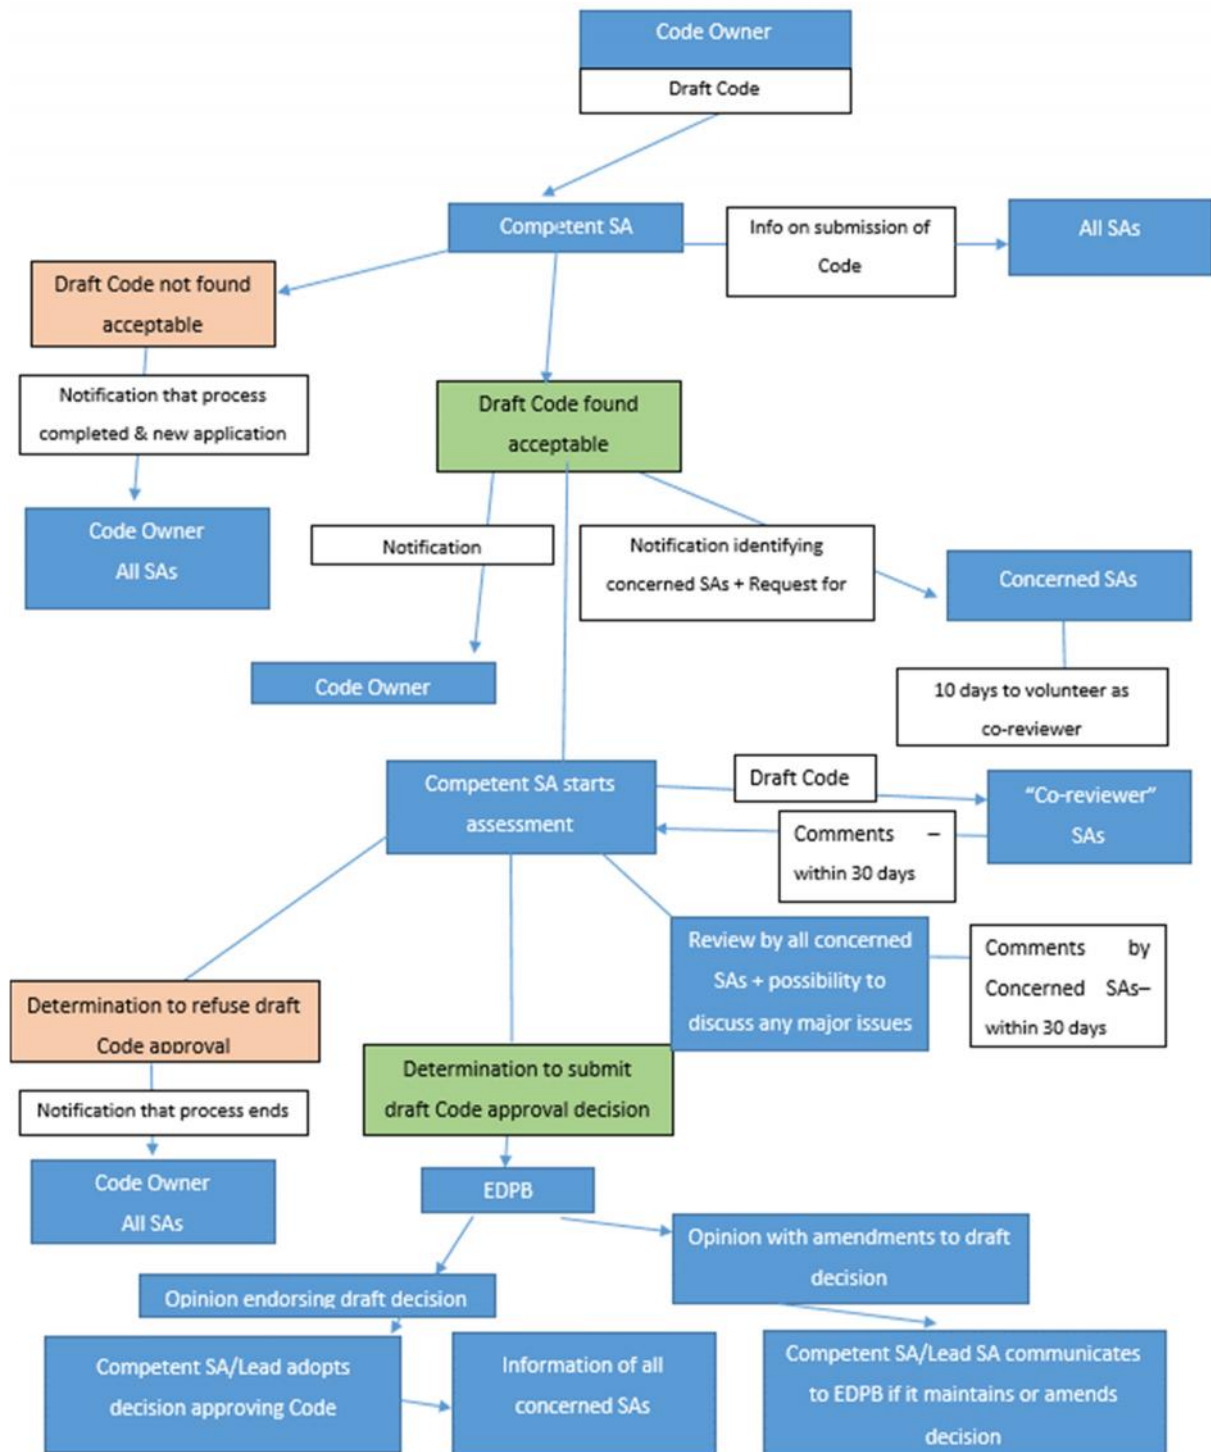 Code Owner
Draft Code
Competent SA
Info on submission of
Code
All SAs
Draft Code not found
acceptable
Notification that process
completed & new application
Code Owner
All SAs
Draft Code found
acceptable
Notification
Code Owner
Notification identifying
concerned SAs + Request for
Concerned SAs
10 days to volunteer as
co-reviewer
Competent SA starts
assessment
Draft Code
Comments –
within 30 days
“Co-reviewer”
SAs
Review by all concerned
SAs + possibility to
discuss any major issues
Comments by
Concerned SAs–
within 30 days
Determination to refuse draft
Code approval
Notification that process ends
Code Owner
All SAs
Determination to submit
draft Code approval decision
EDPB
Opinion endorsing draft decision
Opinion with amendments to draft
decision
Competent SA/Lead adopts
decision approving Code
Information of all
concerned SAs
Competent SA/Lead SA communicates
to EDPB if it maintains or amends
decision